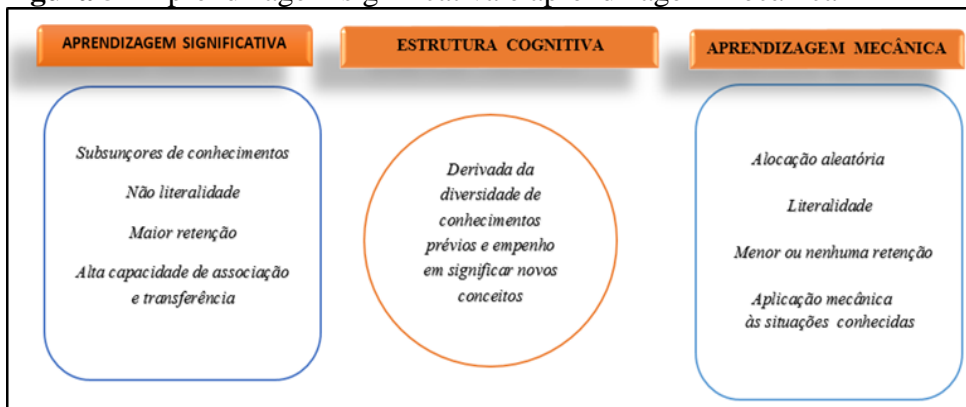 APRENDIZAGEM SIGNIFICATIVA
Subsunçores de conhecimentos
Não literalidade
Maior retenção
Alta capacidade de associação
e transferência
ESTRUTURA COGNITIVA
Derivada da
diversidade de
conhecimentos
prévios e empenho
em significar novos
conceitos
APRENDIZAGEM MECÂNICA
Alocação aleatória
Literalidade
Menor ou nenhuma retenção
Aplicação mecânica
às situações conhecidas